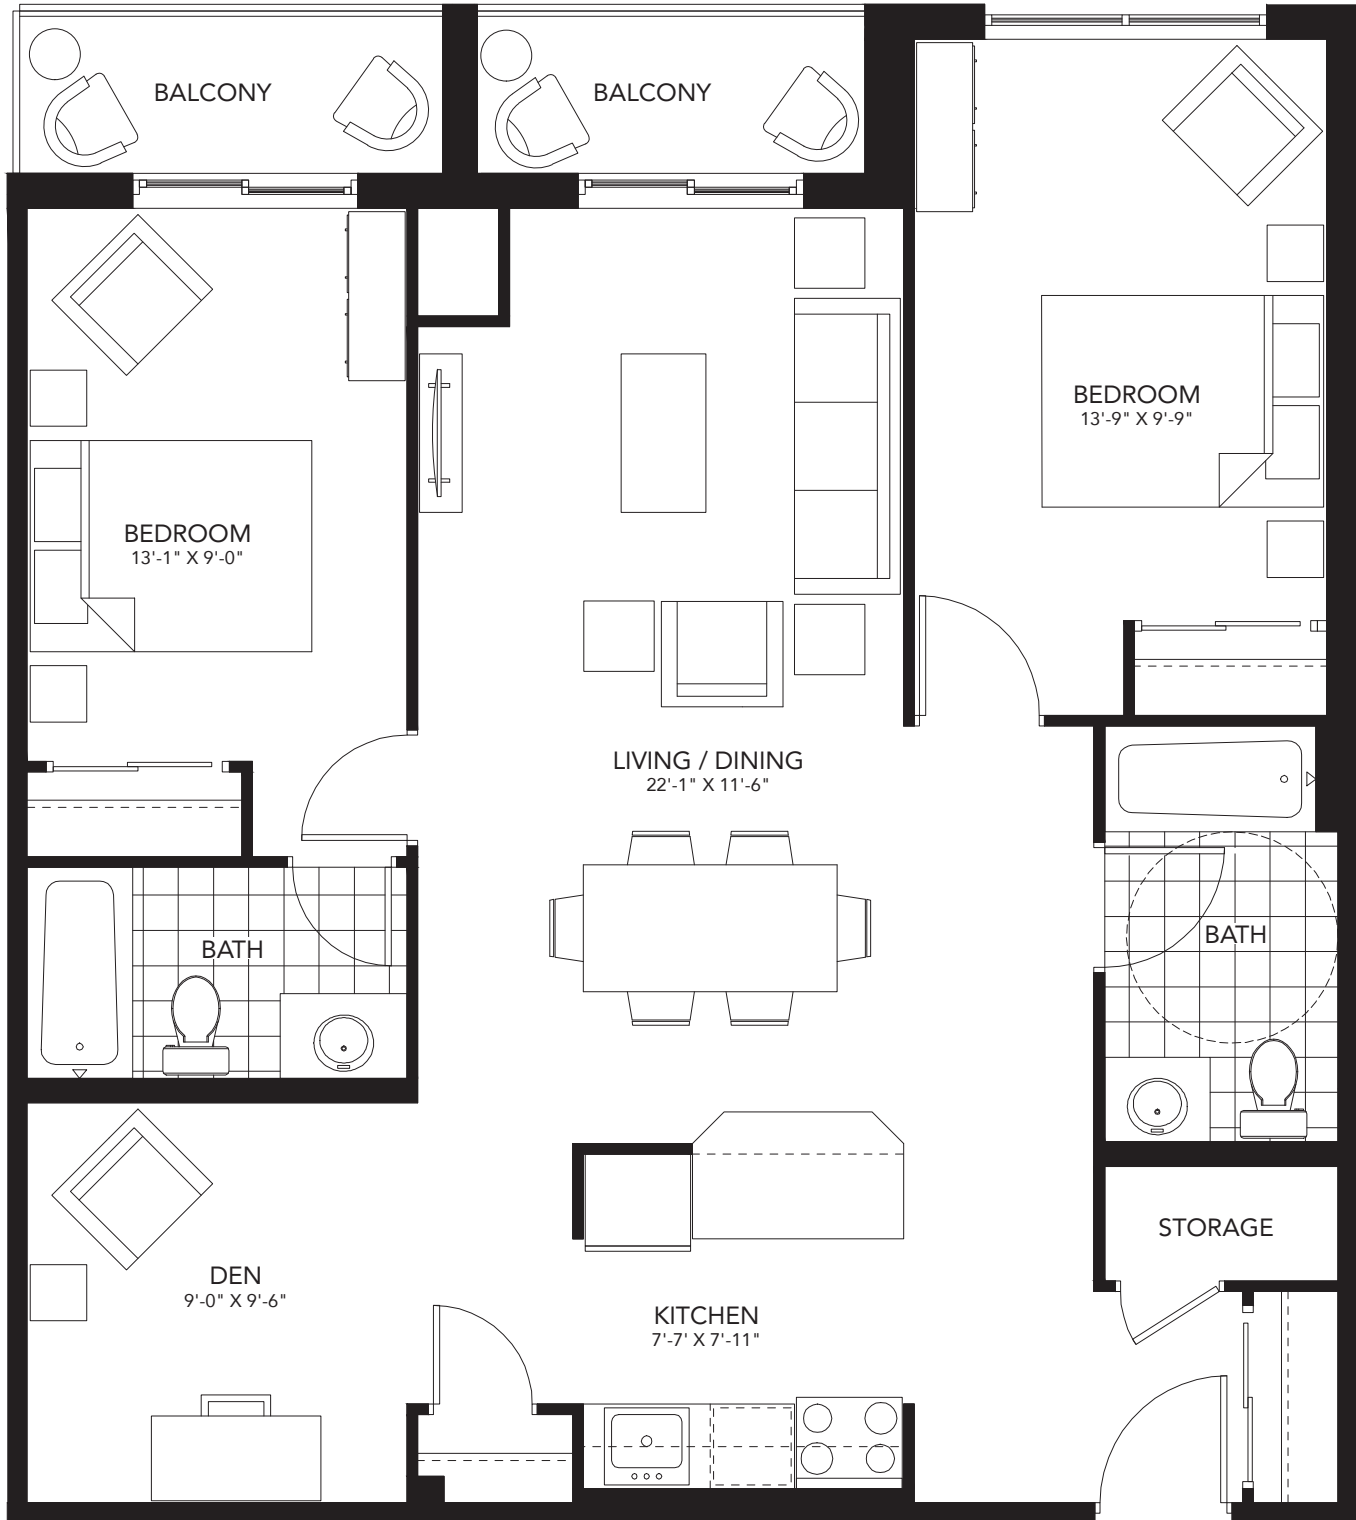 BALCONY
BALCONY
BEDROOM
13'-9" X 9'-9"
BEDROOM
13'-1" X 9'-0"
LIVING / DINING
22'-1" X 11'-6"
BATH
BATH
STORAGE
DEN
9'-0" X 9'-6"
KITCHEN
7'-7' X 7'-11"